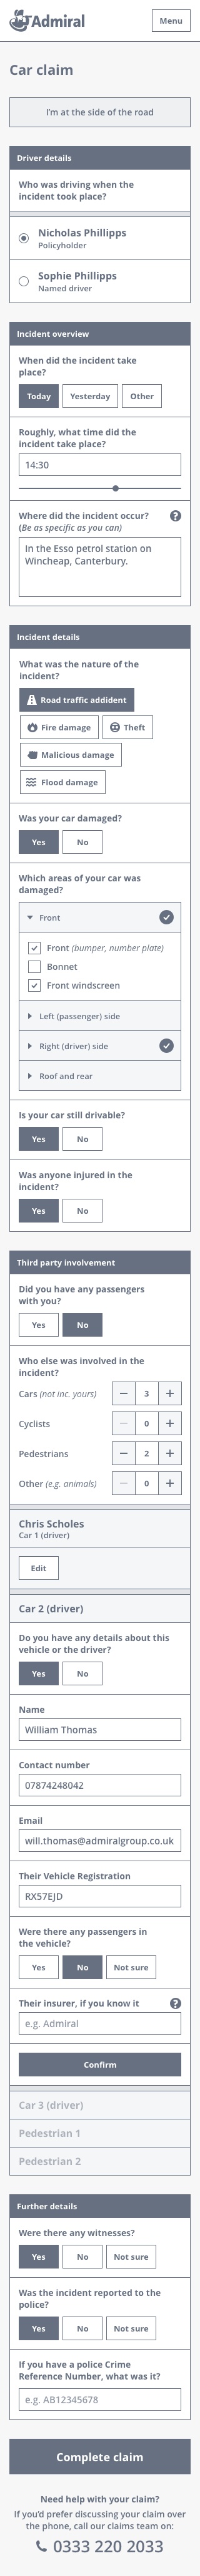 Admiral
Menu
Car claim
I'm at the side of the road
Driver details
Who was driving when the
incident took place?
Nicholas Phillipps
Policyholder
Sophie Phillipps
Named driver
Incident overview
When did the incident take
place?
Today
Yesterday
Other
Roughly, what time did the
incident take place?
14:30
Where did the incident occur?
(Be as specific as you can)
?
In the Esso petrol station on
Wincheap, Canterbury.
Incident details
What was the nature of the
incident?
Road traffic addident
Fire damage
Theft
Malicious damage
Flood damage
Was your car damaged?
Yes
No
Which areas of your car was
damaged?
Front
Front (bumper, number plate)
Bonnet
Front windscreen
Left (passenger) side
Right (driver) side
Roof and rear
Is your car still drivable?
Yes
No
Was anyone injured in the
incident?
Yes
No
Third party involvement
Did you have any passengers
with you?
Yes
No
Who else was involved in the
incident?
Cars (not inc. yours)
— 3 +
Cyclists
— 0 +
Pedestrians
— 2 +
Other (e.g. animals)
— 0 +
Chris Scholes
Car 1 (driver)
Edit
Car 2 (driver)
Do you have any details about this
vehicle or the driver?
Yes
No
Name
William Thomas
Contact number
07874248042
Email
will.thomas@admiralgroup.co.uk
Their Vehicle Registration
RX57EJD
Were there any passengers in
the vehicle?
Yes
No
Not sure
Their insurer, if you know it
?
e.g. Admiral
Confirm
Car 3 (driver)
Pedestrian 1
Pedestrian 2
Further details
Were there any witnesses?
Yes
No
Not sure
Was the incident reported to the
police?
Yes
No
Not sure
If you have a police Crime
Reference Number, what was it?
e.g. AB12345678
Complete claim
Need help with your claim?
If you'd prefer discussing your claim over
the phone, call our claims team on:
0333 220 2033